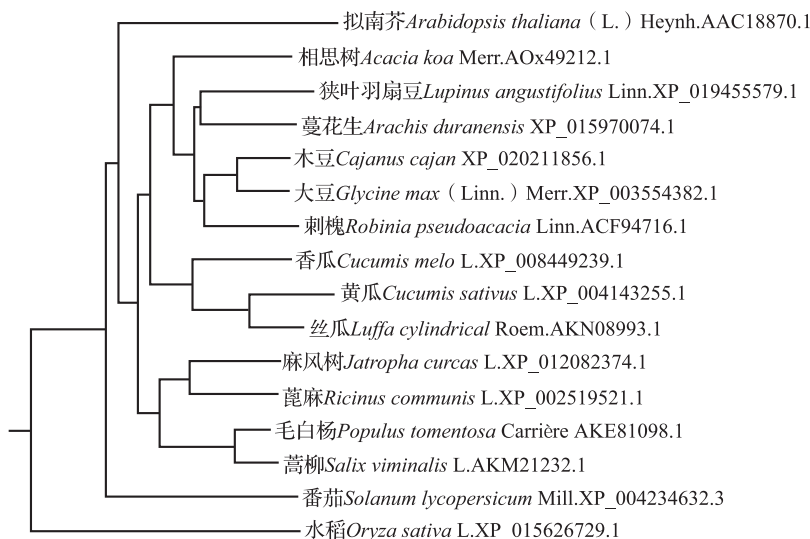 拟南芥Arabidopsis thaliana（L.）Heynh.AAC18870.1
相思树Acacia koa Merr.AOx49212.1
狭叶羽扇豆Lupinus angustifolius Linn.XP_019455579.1
蔓花生Arachis duranensis XP_015970074.1
木豆Cajanus cajan XP_020211856.1
大豆Glycine max（Linn.）Merr.XP_003554382.1
刺槐Robinia pseudoacacia Linn.ACF94716.1
香瓜Cucumis melo L.XP_008449239.1
黄瓜Cucumis sativus L.XP_004143255.1
丝瓜Luffa cylindrical Roem.AKN08993.1
麻风树Jatropha curcas L.XP_012082374.1
蓖麻Ricinus communis L.XP_002519521.1
毛白杨Populus tomentosa Carrière AKE81098.1
蒿柳Salix viminalis L.AKM21232.1
番茄Solanum lycopersicum Mill.XP_004234632.3
水稻Oryza sativa L.XP_015626729.1